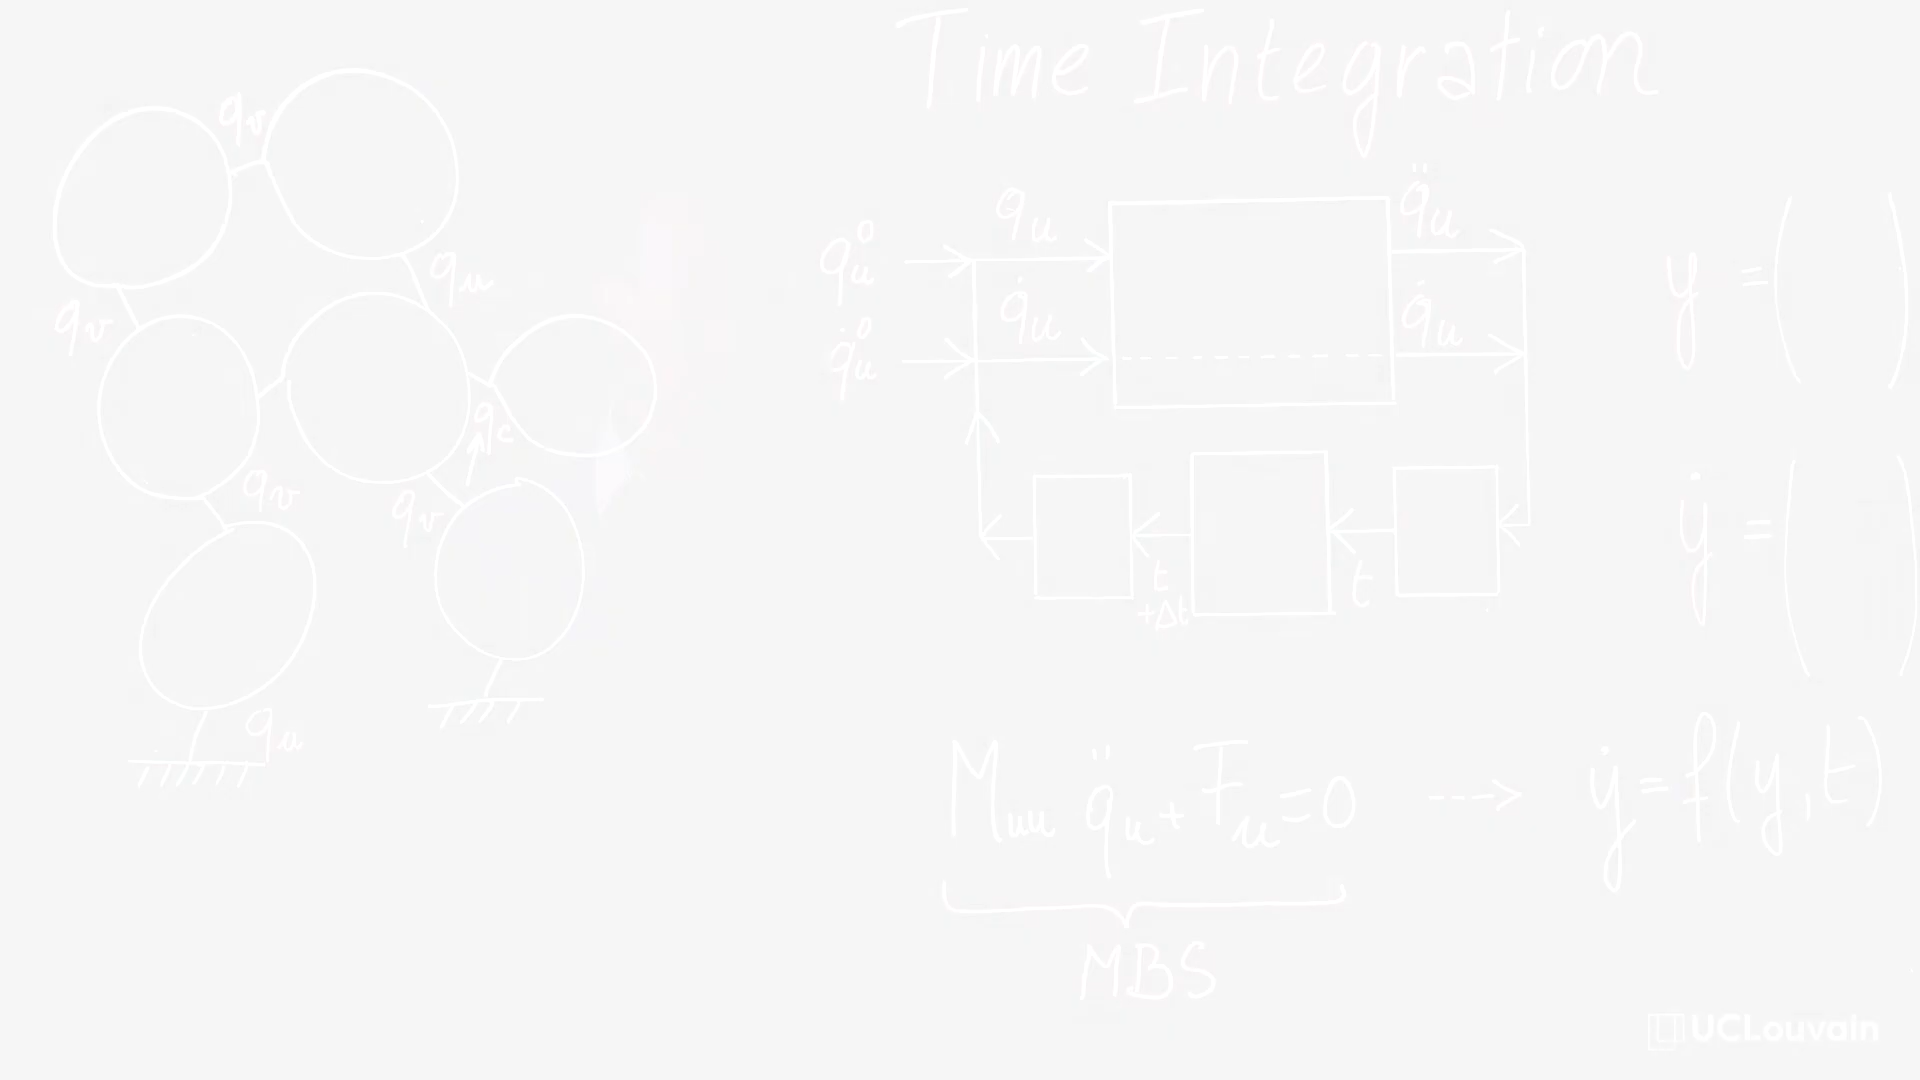 Time Integration
q_v
q_u
q_v
q_c
q_v
q_v
q_u
q_u^0 q_u q̈_u
q̇_u^0 q̇_u q̇_u
t +Δt t
y = ( )
ẏ = ( )
M_uu q̈_u + F_u = 0 ---> ẏ = f(y,t)
MBS
UCLouvain